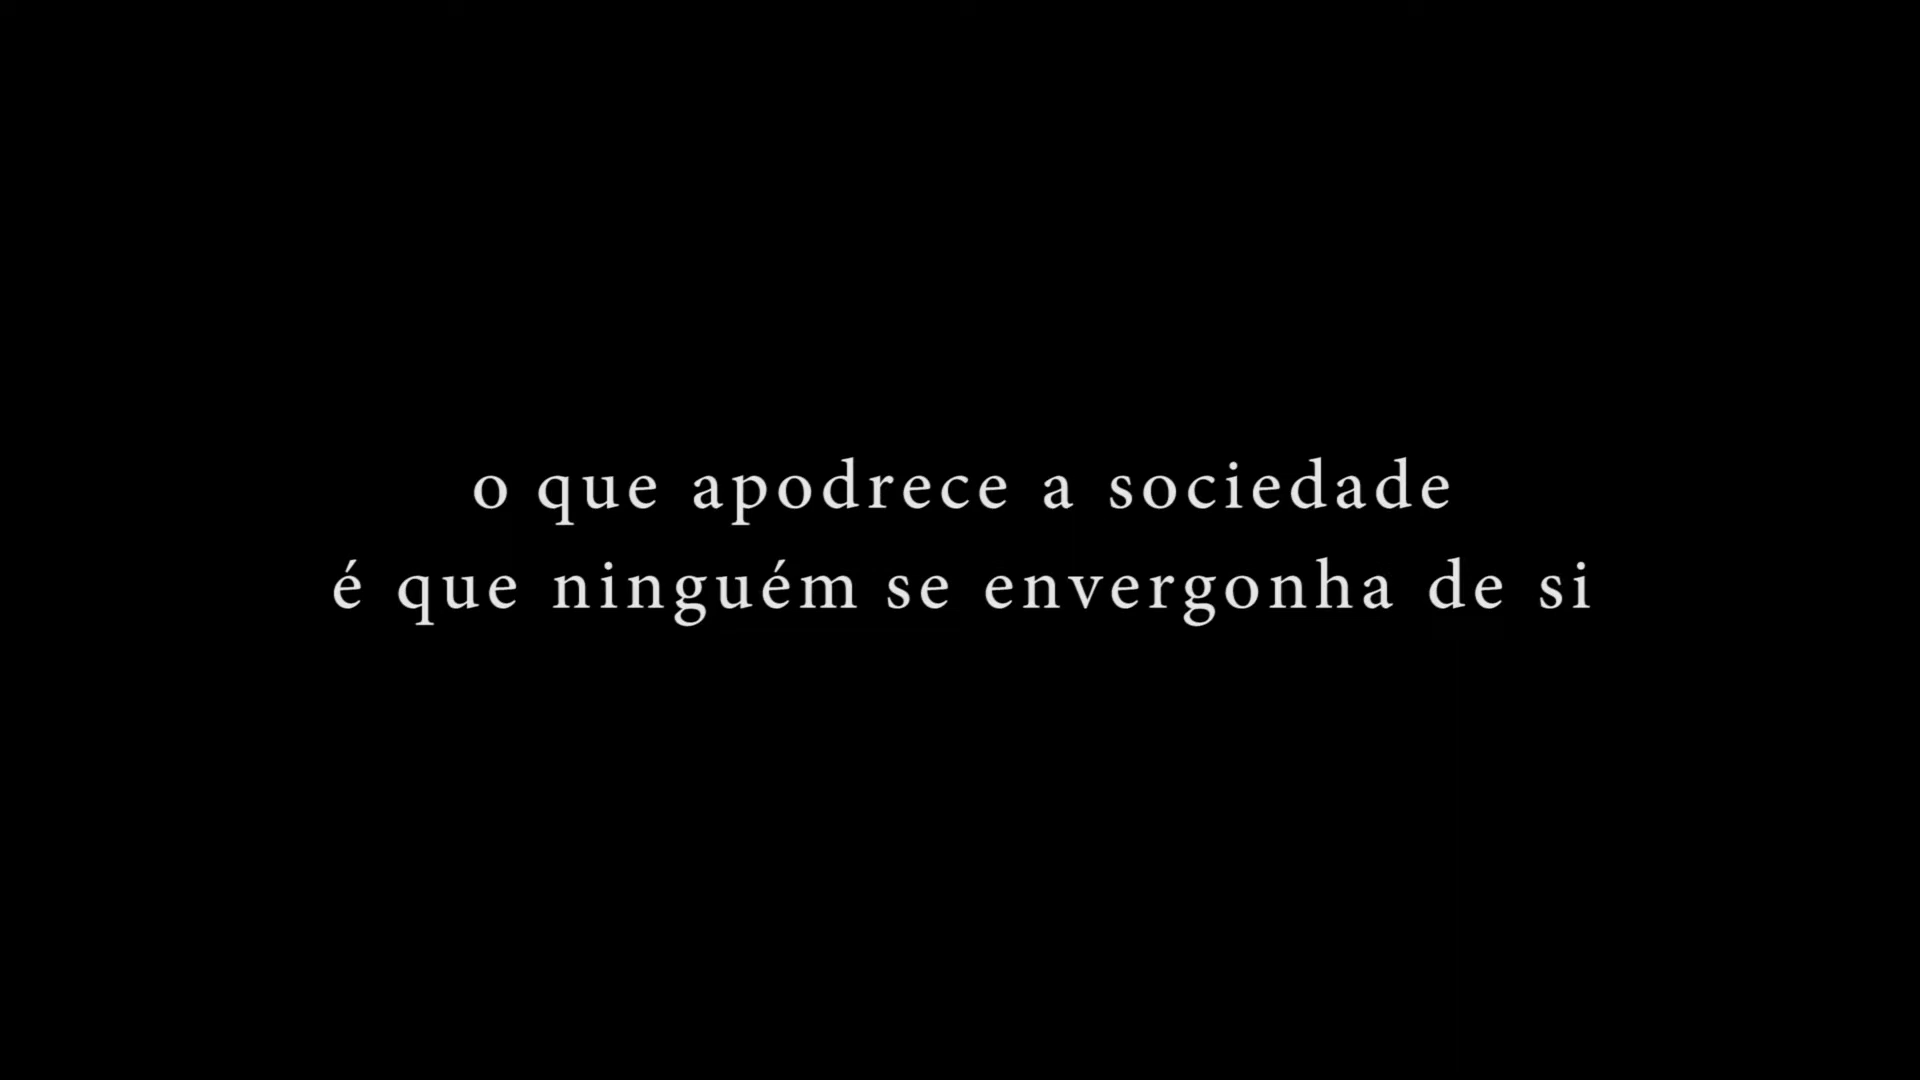 o que apodrece a sociedade
é que ninguém se envergonha de si